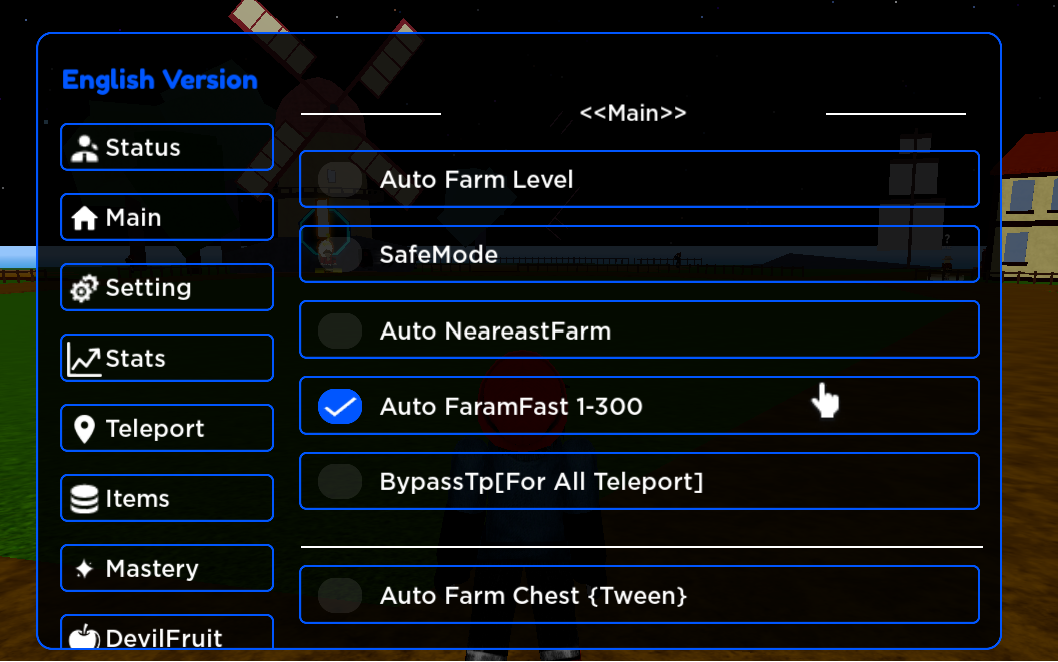 English Version
Status
Main
Setting
Stats
Teleport
Items
Mastery
DevilFruit
<<Main>>
Auto Farm Level
SafeMode
Auto NeareastFarm
Auto FaramFast 1-300
BypassTp[For All Teleport]
Auto Farm Chest {Tween}
?